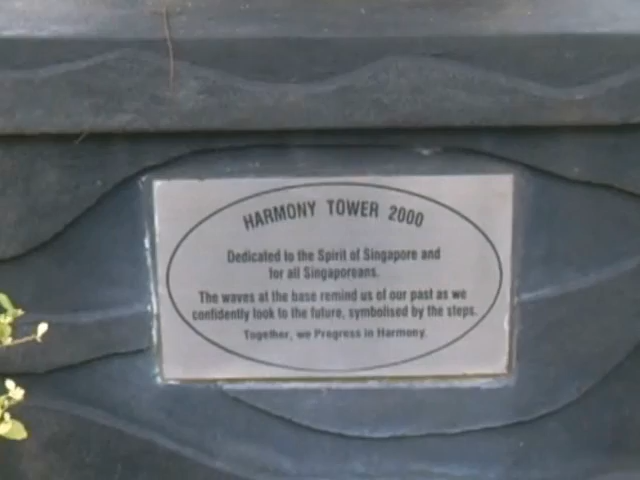 HARMONY TOWER 2000
Dedicated to the Spirit of Singapore and
for all Singaporeans.
The waves at the base remind us of our past as we
confidently look to the future, symbolised by the steps.
Together, we Progress in Harmony.